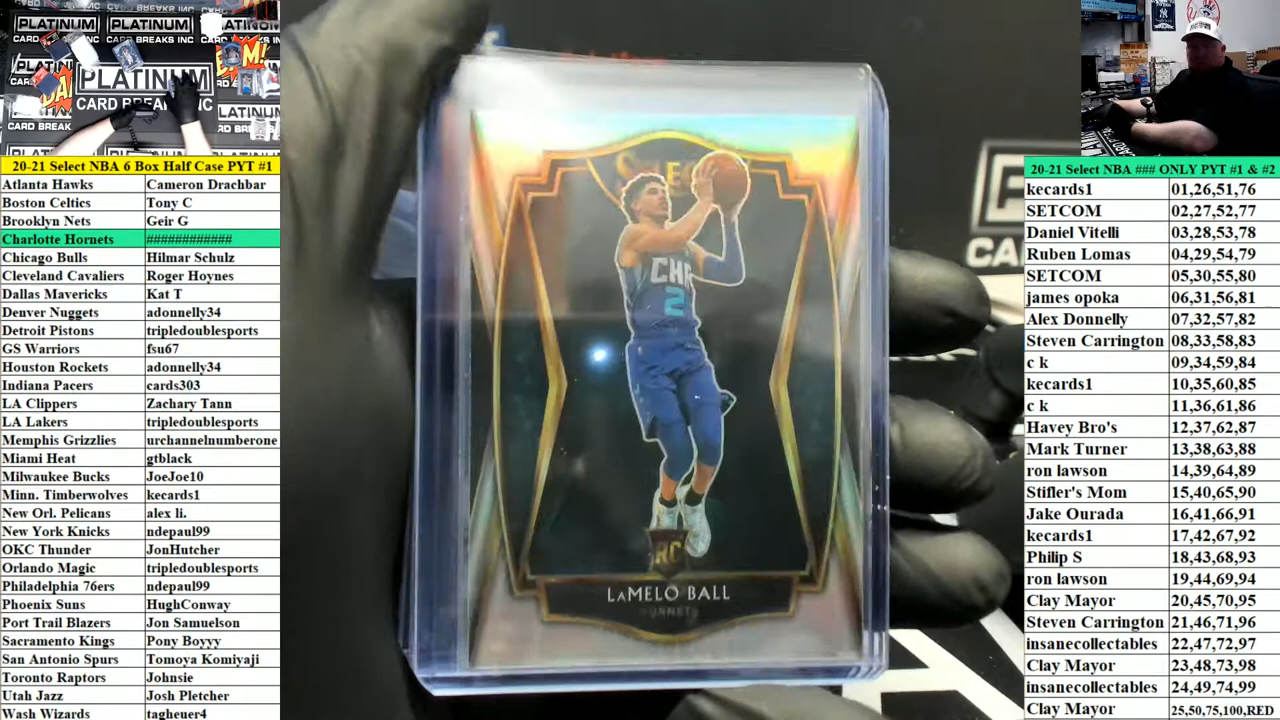 PLATINUM
CARD BREAKS INC
PLATINUM
CARD BREAKS INC
PLATINUM
CARD BREAKS INC
20-21 Select NBA 6 Box Half Case PYT #1
Atlanta Hawks Cameron Drachbar
Boston Celtics Tony C
Brooklyn Nets Geir G
Charlotte Hornets ############
Chicago Bulls Hilmar Schulz
Cleveland Cavaliers Roger Hoynes
Dallas Mavericks Kat T
Denver Nuggets adonnelly34
Detroit Pistons tripledoublesports
GS Warriors fsu67
Houston Rockets adonnelly34
Indiana Pacers cards303
LA Clippers Zachary Tann
LA Lakers tripledoublesports
Memphis Grizzlies urchannelnumberone
Miami Heat gtblack
Milwaukee Bucks JoeJoe10
Minn. Timberwolves kecards1
New Orl. Pelicans alex li.
New York Knicks ndepaul99
OKC Thunder JonHutcher
Orlando Magic tripledoublesports
Philadelphia 76ers ndepaul99
Phoenix Suns HughConway
Port Trail Blazers Jon Samuelson
Sacramento Kings Pony Boyyy
San Antonio Spurs Tomoya Komiyaji
Toronto Raptors Johnsie
Utah Jazz Josh Pletcher
Wash Wizards tagheuer4
CHA
2
RC
LaMELO BALL
HORNETS
20-21 Select NBA ### ONLY PYT #1 & #2
kecards1 01,26,51,76
SETCOM 02,27,52,77
Daniel Vitelli 03,28,53,78
Ruben Lomas 04,29,54,79
SETCOM 05,30,55,80
james opoka 06,31,56,81
Alex Donnelly 07,32,57,82
Steven Carrington 08,33,58,83
c k 09,34,59,84
kecards1 10,35,60,85
c k 11,36,61,86
Havey Bro's 12,37,62,87
Mark Turner 13,38,63,88
ron lawson 14,39,64,89
Stifler's Mom 15,40,65,90
Jake Ourada 16,41,66,91
kecards1 17,42,67,92
Philip S 18,43,68,93
ron lawson 19,44,69,94
Clay Mayor 20,45,70,95
Steven Carrington 21,46,71,96
insanecollectables 22,47,72,97
Clay Mayor 23,48,73,98
insanecollectables 24,49,74,99
Clay Mayor 25,50,75,100,RED